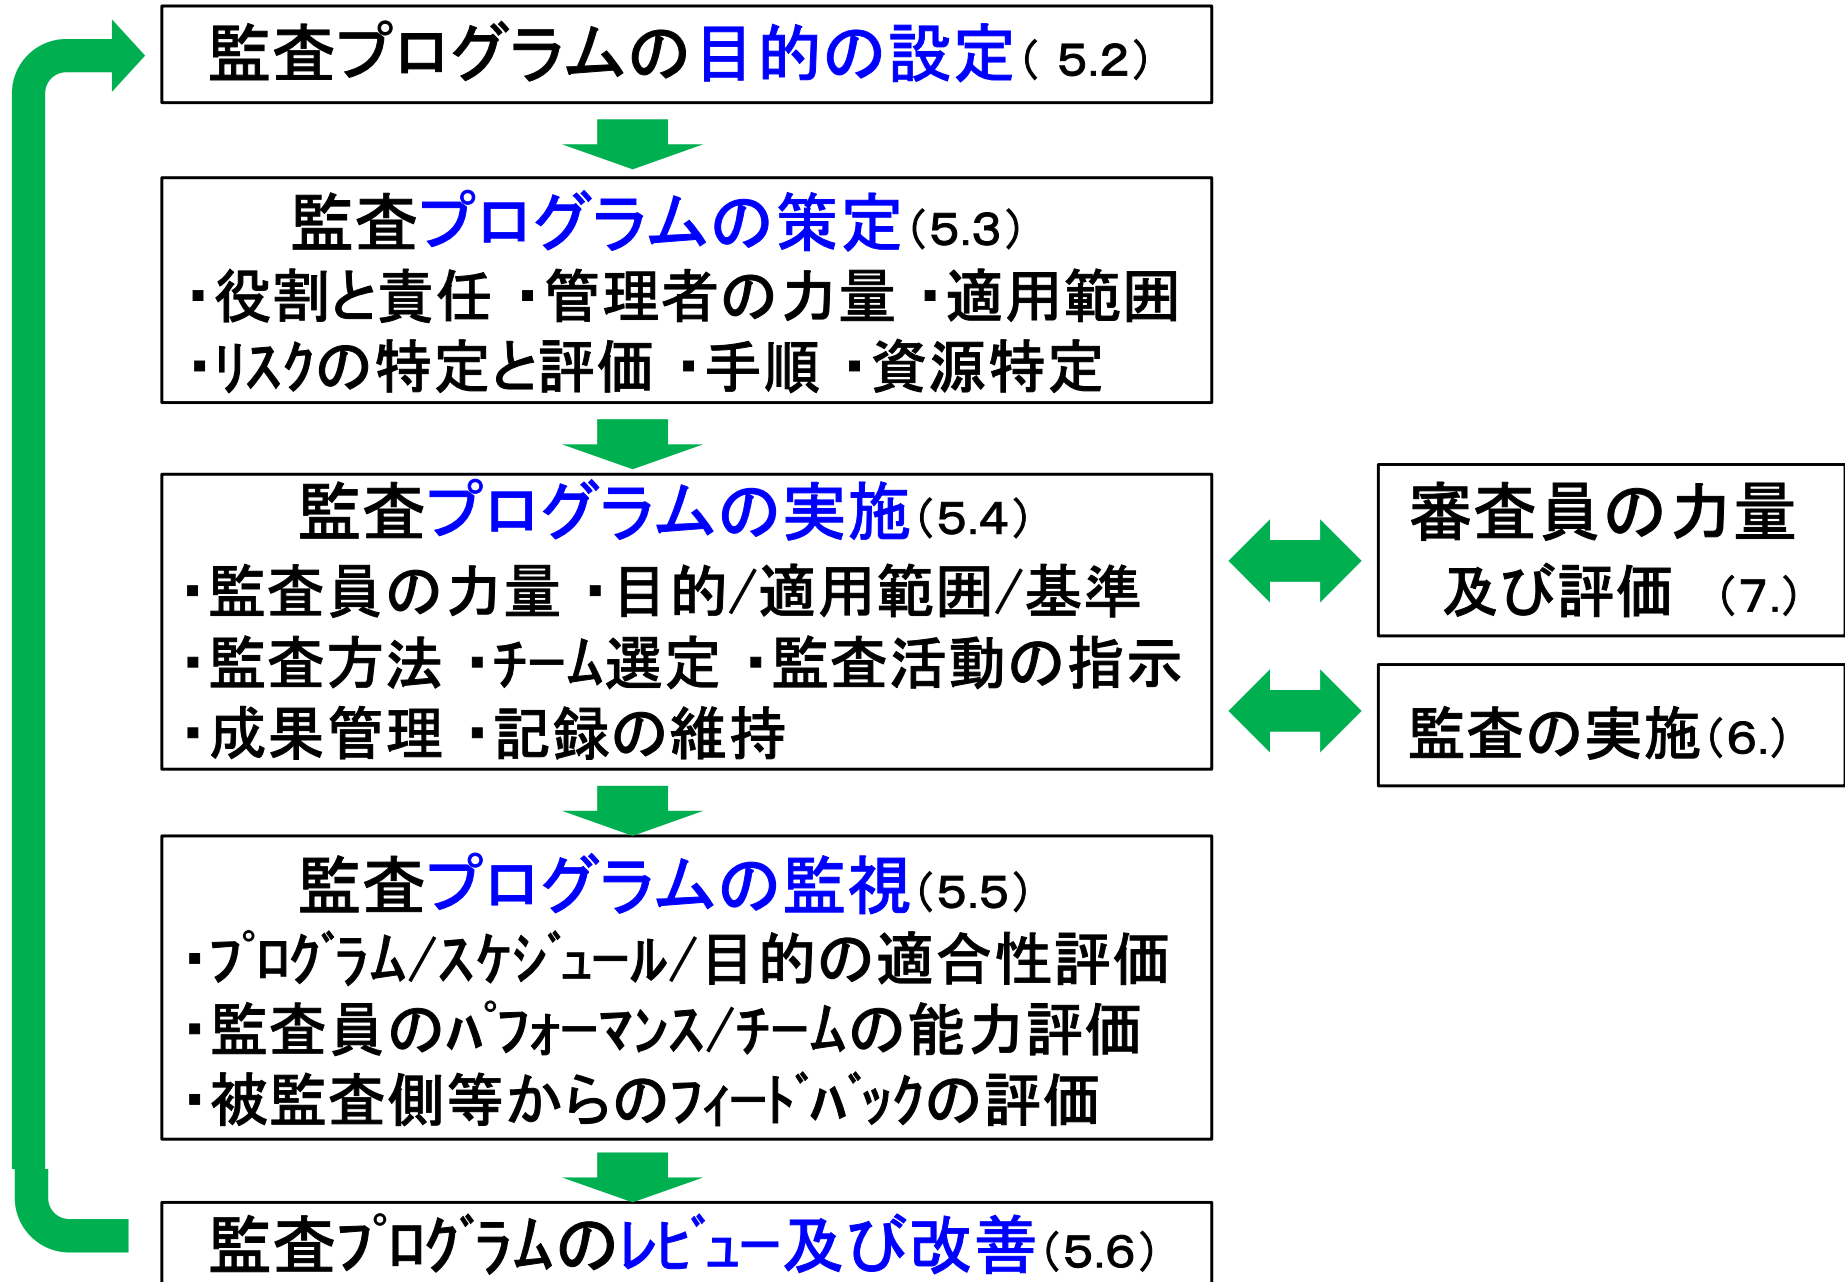 監査プログラムの目的の設定( 5.2)
監査プログラムの策定(5.3)
・役割と責任 ・管理者の力量 ・適用範囲
・ﾘｽｸの特定と評価 ・手順 ・資源特定
監査プログラムの実施(5.4)
・監査員の力量 ・目的/適用範囲/基準
・監査方法 ・ﾁｰﾑ選定 ・監査活動の指示
・成果管理 ・記録の維持
審査員の力量
及び評価 (7.)
監査の実施(6.)
監査プログラムの監視(5.5)
・ﾌﾟﾛｸﾞﾗﾑ/ｽｹｼﾞｭｰﾙ/目的の適合性評価
・監査員のﾊﾟﾌｫｰﾏﾝｽ/ﾁｰﾑの能力評価
・被監査側等からのﾌｨｰﾄﾞﾊﾞｯｸの評価
監査ﾌﾟﾛｸﾞﾗﾑのﾚﾋﾞｭｰ及び改善(5.6)